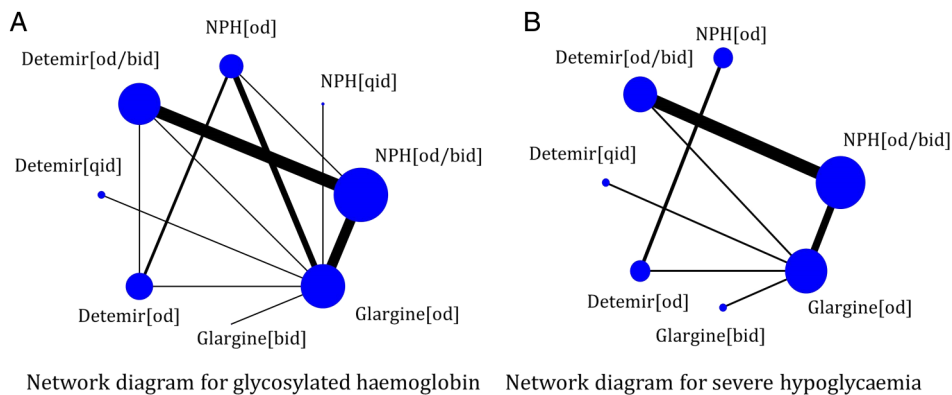 A
NPH[od]
Detemir[od/bid]
NPH[qid]
NPH[od/bid]
Detemir[qid]
Detemir[od]
Glargine[od]
Glargine[bid]
Network diagram for glycosylated haemoglobin
B
NPH[od]
Detemir[od/bid]
NPH[od/bid]
Detemir[qid]
Detemir[od]
Glargine[od]
Glargine[bid]
Network diagram for severe hypoglycaemia